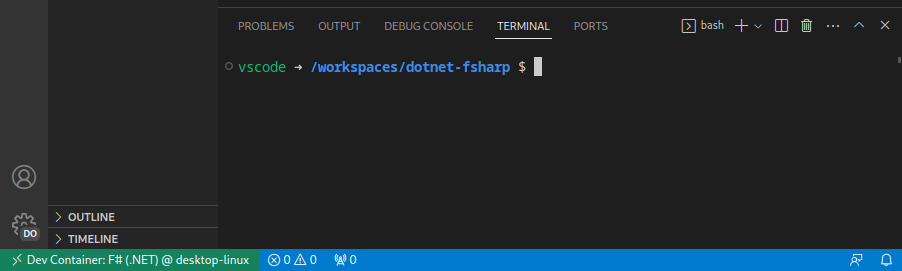 PROBLEMS OUTPUT DEBUG CONSOLE TERMINAL PORTS bash
vscode ➜ /workspaces/dotnet-fsharp $
DO
OUTLINE
TIMELINE
Dev Container: F# (.NET) @ desktop-linux 0 0 0